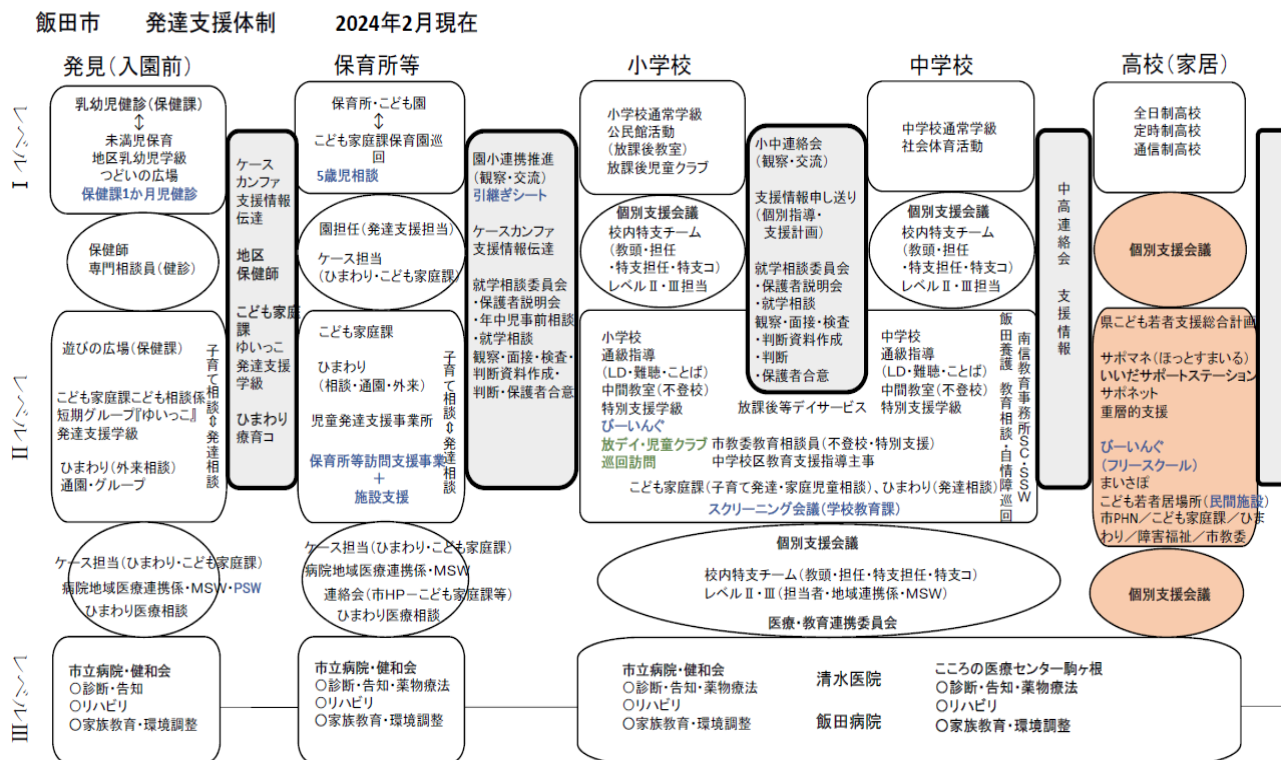 飯田市 発達支援体制 2024年2月現在
発見(入園前)
保育所等
小学校
中学校
高校(家居)
レベルⅠ
乳幼児健診(保健課)
↕
未満児保育
地区乳幼児学級
つどいの広場
保健課1か月児健診
保健師
専門相談員(健診)
レベルⅡ
遊びの広場(保健課)
こども家庭課こども相談係
短期グループ『ゆいっこ』
発達支援学級
ひまわり(外来相談)
通園・グループ
子育て相談⇔発達相談
ケース担当(ひまわり・こども家庭課)
病院地域医療連携係・MSW・PSW
ひまわり医療相談
レベルⅢ
市立病院・健和会
○診断・告知
○リハビリ
○家族教育・環境調整
ケース
カンファ
支援情報
伝達
地区
保健師
こども家庭
課
ゆいっこ
発達支援
学級
ひまわり
療育コ
保育所・こども園
↕
こども家庭課保育園巡
回
5歳児相談
園担任(発達支援担当)
ケース担当
(ひまわり・こども家庭課)
こども家庭課
ひまわり
(相談・通園・外来)
児童発達支援事業所
保育所等訪問支援事業
+
施設支援
子育て相談⇔発達相談
ケース担当(ひまわり・こども家庭課)
病院地域医療連携係・MSW
連絡会(市HP-こども家庭課等)
ひまわり医療相談
市立病院・健和会
○診断・告知・薬物療法
○リハビリ
○家族教育・環境調整
園小連携推進
(観察・交流)
引継ぎシート
ケースカンファ
支援情報伝達
就学相談委員会
・保護者説明会
・年中児事前相談
・就学相談
観察・面接・検査・
判断資料作成・
判断・保護者合意
小学校通常学級
公民館活動
(放課後教室)
放課後児童クラブ
個別支援会議
校内特支チーム
(教頭・担任
・特支担任・特支コ)
レベルⅡ・Ⅲ担当
小学校
通級指導
(LD・難聴・ことば)
中間教室(不登校)
特別支援学級
びーいんぐ
放デイ・児童クラブ
巡回訪問
小中連絡会
(観察・交流)
支援情報申し送り
(個別指導・
支援計画)
就学相談委員会
・保護者説明会
・就学相談
観察・面接・検査
・判断資料作成
・判断
・保護者合意
放課後等デイサービス
市教委教育相談員(不登校・特別支援)
中学校区教育支援指導主事
こども家庭課(子育て発達・家庭児童相談)、ひまわり(発達相談)
スクリーニング会議(学校教育課)
中学校通常学級
社会体育活動
個別支援会議
校内特支チーム
(教頭・担任
・特支担任・特支コ)
レベルⅡ・Ⅲ担当
中学校
通級指導
(LD・難聴・ことば)
中間教室(不登校)
特別支援学級
南信教育事務所SC・SSW
飯田養護 教育相談・自情障巡回
個別支援会議
校内特支チーム(教頭・担任・特支担任・特支コ)
レベルⅡ・Ⅲ(担当者・地域連携係・MSW)
医療・教育連携委員会
市立病院・健和会
○診断・告知・薬物療法
○リハビリ
○家族教育・環境調整
清水医院
飯田病院
こころの医療センター駒ヶ根
○診断・告知・薬物療法
○リハビリ
○家族教育・環境調整
中高連絡会 支援情報
全日制高校
定時制高校
通信制高校
個別支援会議
県こども若者支援総合計画
サポマネ(ほっとすまいる)
いいだサポートステーション
サポネット
重層的支援
びーいんぐ
(フリースクール)
まいさぽ
こども若者居場所(民間施設)
市PHN/こども家庭課/ひま
わり/障害福祉/市教委
個別支援会議